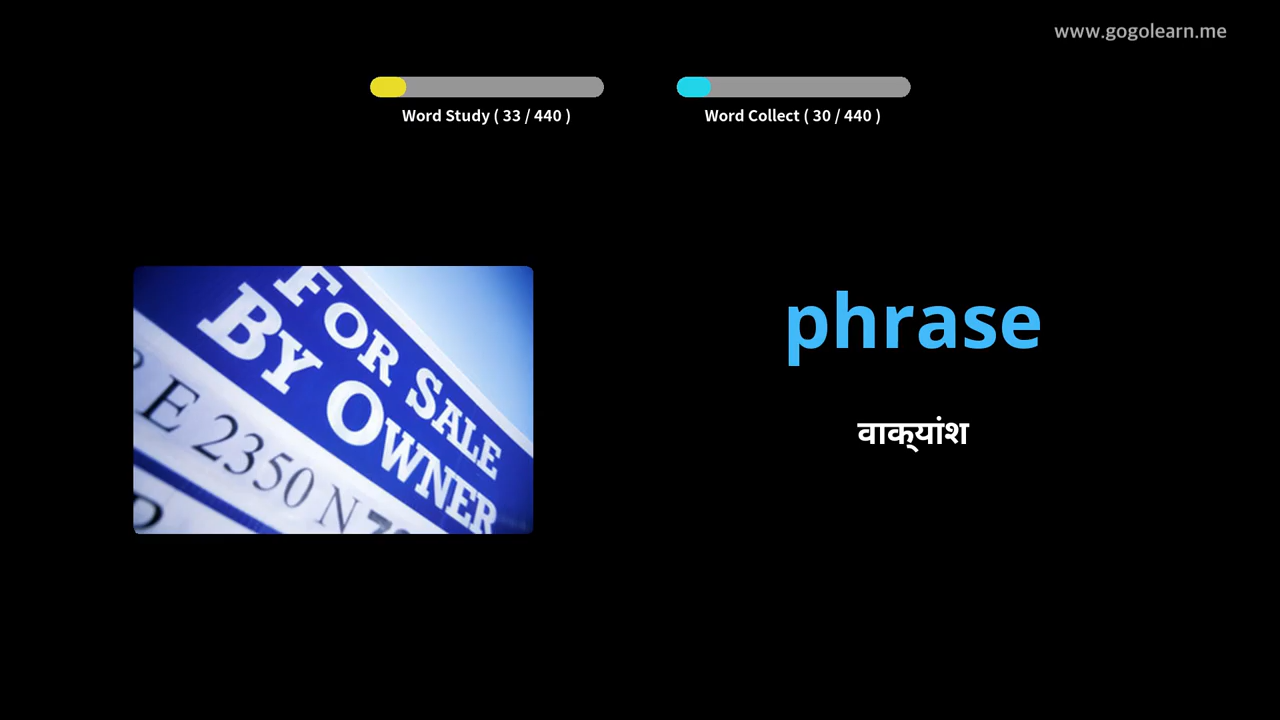 www.gogolearn.me
Word Study ( 33 / 440 )
Word Collect ( 30 / 440 )
FOR SALE
BY OWNER
E 2350 N
phrase
वाक्यांश